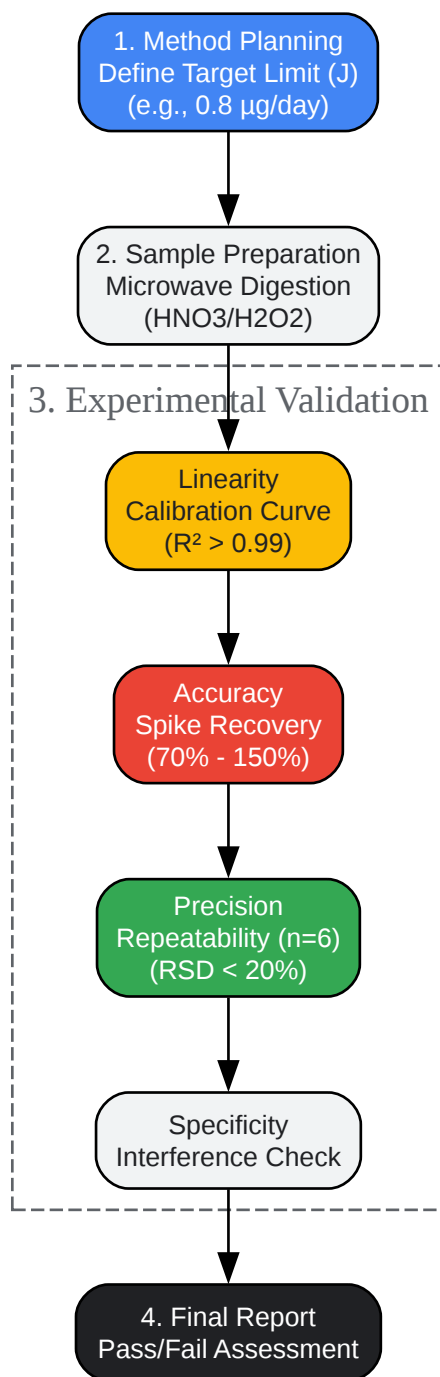 1. Method Planning
Define Target Limit (J)
(e.g., 0.8 µg/day)
2. Sample Preparation
Microwave Digestion
(HNO3/H2O2)
3. Experimental Validation
Linearity
Calibration Curve
(R² > 0.99)
Accuracy
Spike Recovery
(70% - 150%)
Precision
Repeatability (n=6)
(RSD < 20%)
Specificity
Interference Check
4. Final Report
Pass/Fail Assessment